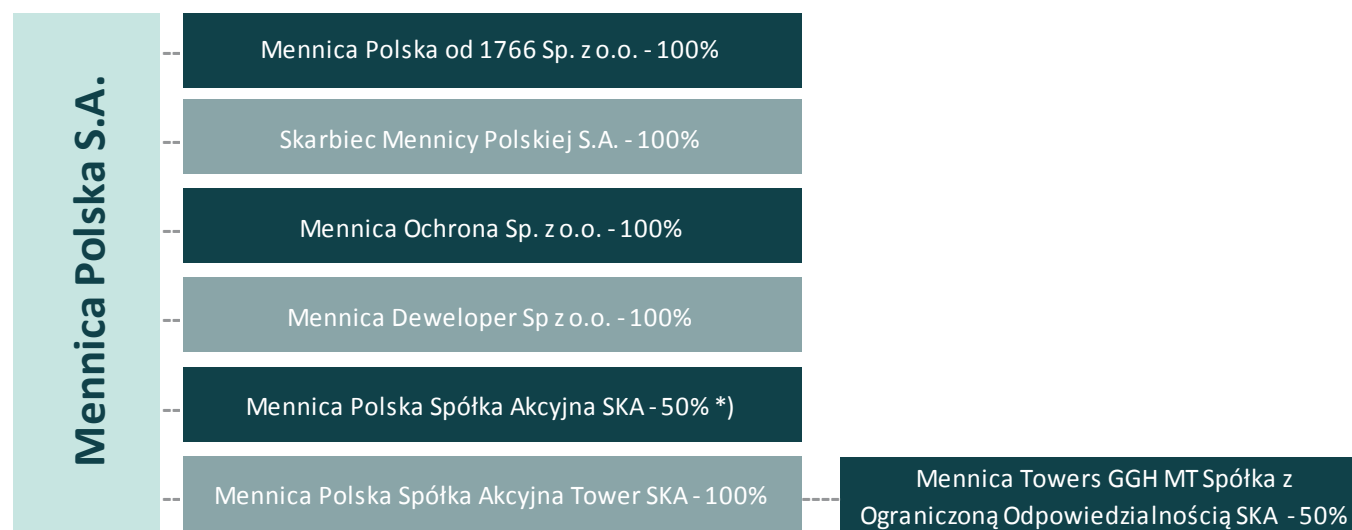 Mennica Polska S.A.
Mennica Polska od 1766 Sp. z o.o. - 100%
Skarbiec Mennicy Polskiej S.A. - 100%
Mennica Ochrona Sp. z o.o. - 100%
Mennica Deweloper Sp z o.o. - 100%
Mennica Polska Spółka Akcyjna SKA - 50% *)
Mennica Polska Spółka Akcyjna Tower SKA - 100%
Mennica Towers GGH MT Spółka z
Ograniczoną Odpowiedzialnością SKA - 50%